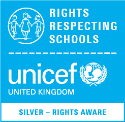 RIGHTS
RESPECTING
SCHOOLS
unicef
UNITED KINGDOM
SILVER – RIGHTS AWARE